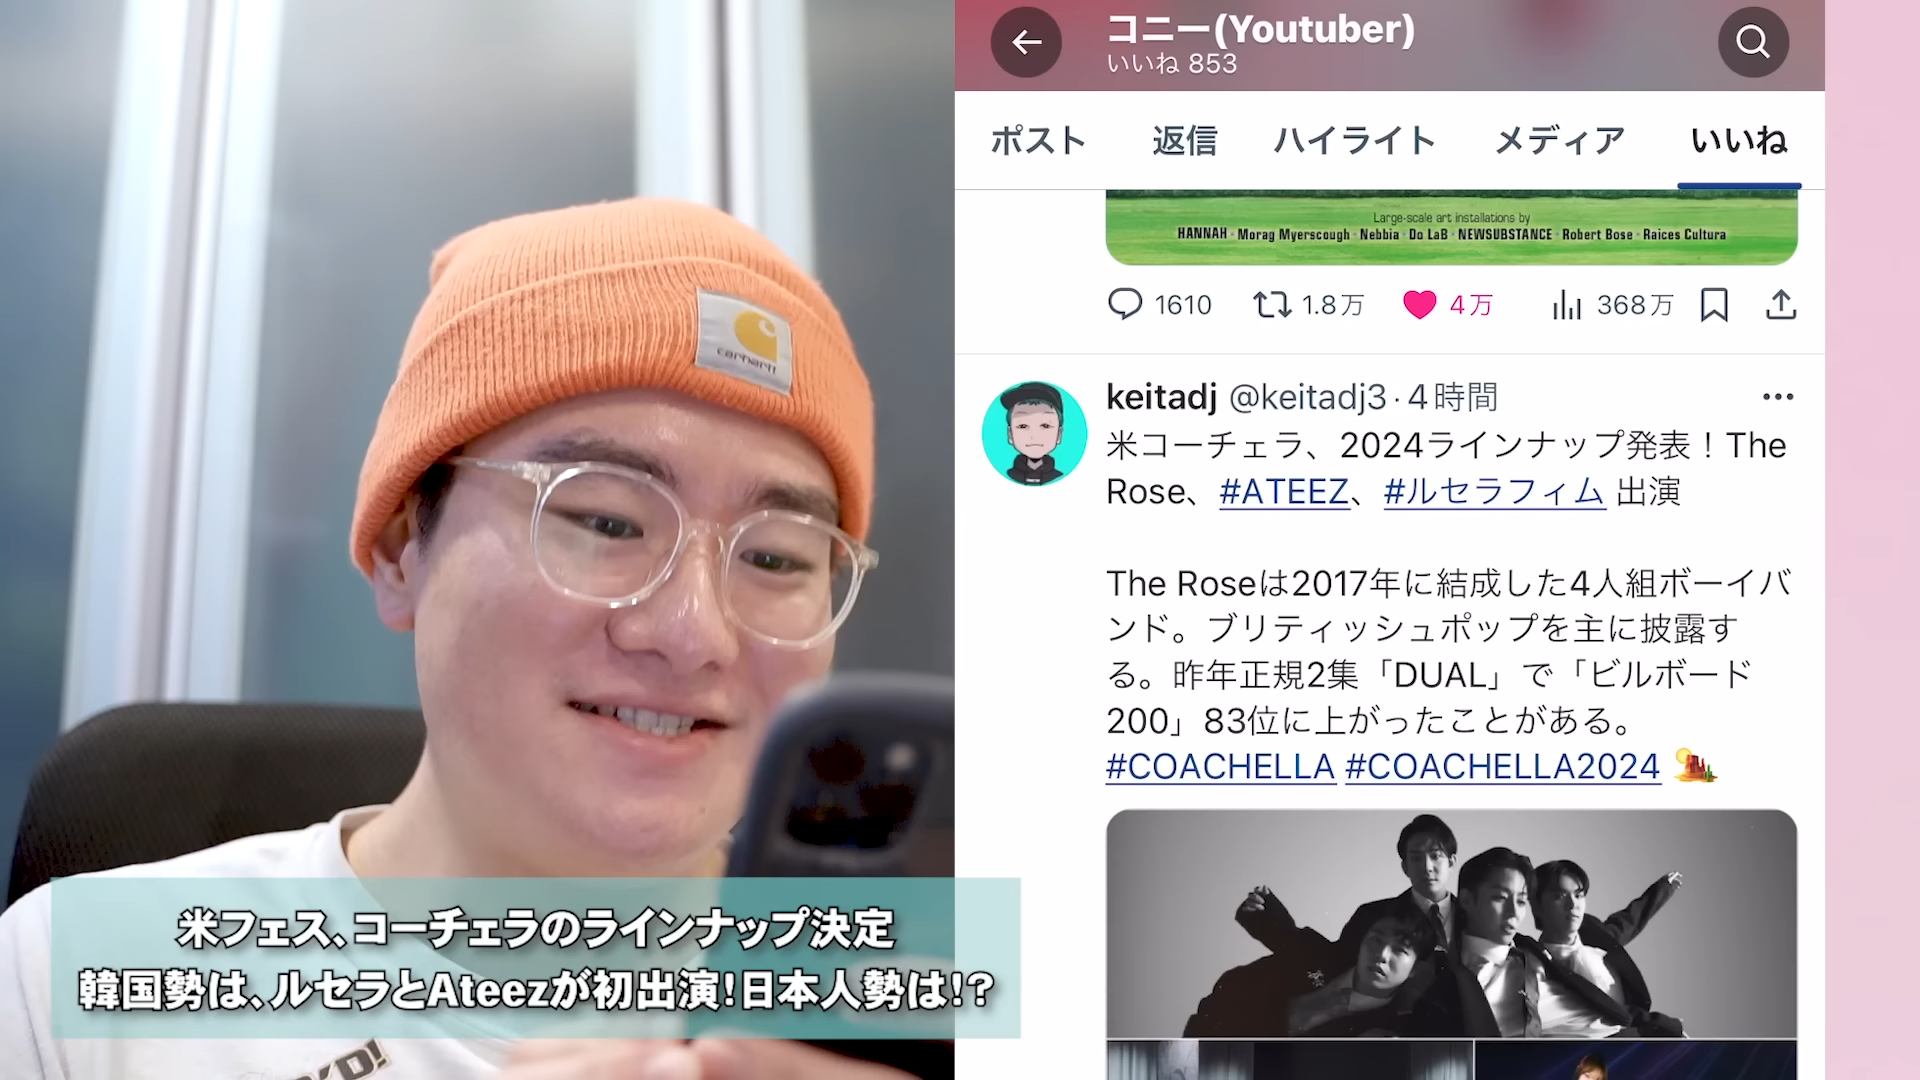 コニー(Youtuber)
いいね 853
ポスト 返信 ハイライト メディア いいね
Large-scale art installations by
HANNAH · Morag Myerscough · Nebbia · Do LaB · NEWSUBSTANCE · Robert Bose · Raices Cultura
1610 1.8万 4万 368万
keitadj @keitadj3 · 4時間
米コーチェラ、2024ラインナップ発表！The
Rose、#ATEEZ、#ルセラフィム 出演
The Roseは2017年に結成した4人組ボーイバ
ンド。ブリティッシュポップを主に披露す
る。昨年正規2集「DUAL」で「ビルボード
200」83位に上がったことがある。
#COACHELLA #COACHELLA2024
carhartt
米フェス、コーチェラのラインナップ決定
韓国勢は、ルセラとAteezが初出演！日本人勢は！？